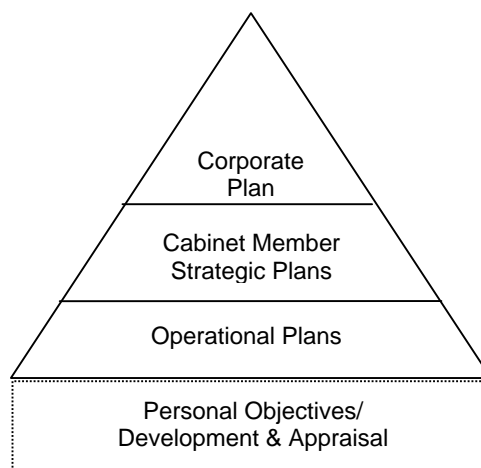 Corporate
Plan
Cabinet Member
Strategic Plans
Operational Plans
Personal Objectives/
Development & Appraisal